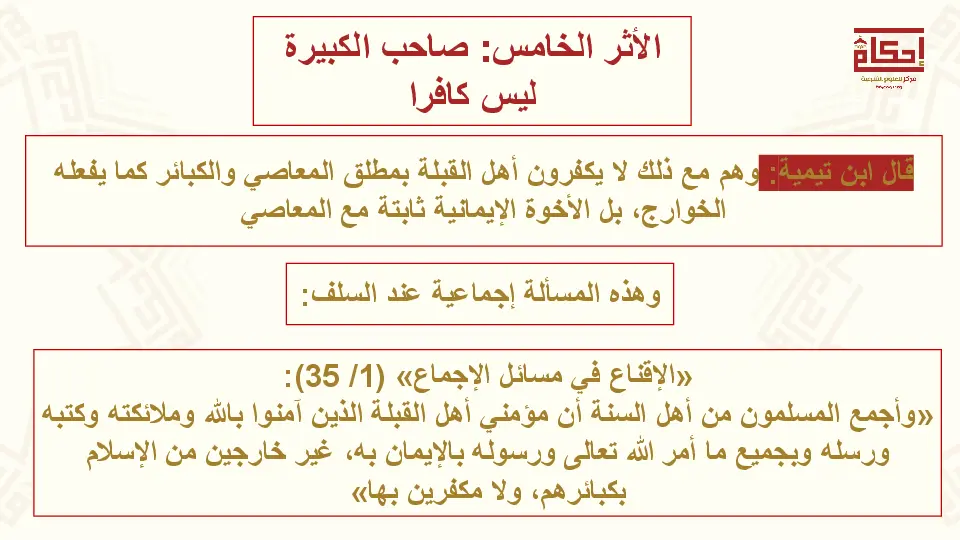 الأثر الخامس: صاحب الكبيرة
ليس كافرا
إحكام
مركز للعلوم الشرعية
قال ابن تيمية: وهم مع ذلك لا يكفرون أهل القبلة بمطلق المعاصي والكبائر كما يفعله
الخوارج، بل الأخوة الإيمانية ثابتة مع المعاصي
وهذه المسألة إجماعية عند السلف:
«الإقناع في مسائل الإجماع» (1/ 35):
«وأجمع المسلمون من أهل السنة أن مؤمني أهل القبلة الذين آمنوا بالله وملائكته وكتبه
ورسله وبجميع ما أمر الله تعالى ورسوله بالإيمان به، غير خارجين من الإسلام
بكبائرهم، ولا مكفرين بها»